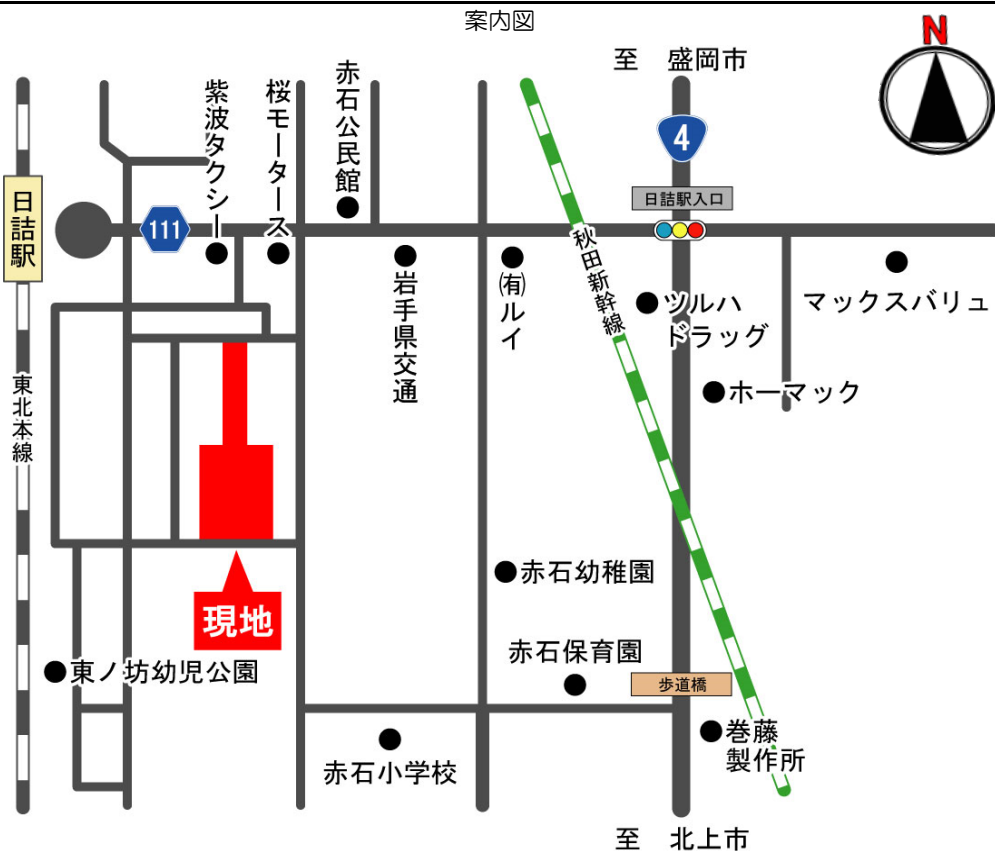 案内図
N
至 盛岡市
4
日詰駅入口
赤石公民館
桜モータース
紫波タクシー
日詰駅
111
岩手県交通
㈲ルイ
秋田新幹線
ツルハ
ドラッグ
マックスバリュ
ホーマック
東北本線
現地
赤石幼稚園
赤石保育園
歩道橋
東ノ坊幼児公園
赤石小学校
巻藤
製作所
至 北上市